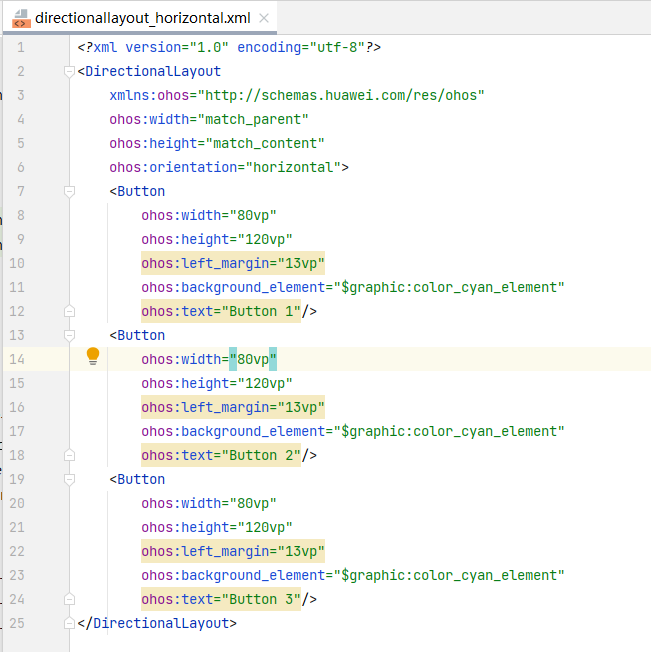 directionallayout_horizontal.xml
1 <?xml version="1.0" encoding="utf-8"?>
2 <DirectionalLayout
3 xmlns:ohos="http://schemas.huawei.com/res/ohos"
4 ohos:width="match_parent"
5 ohos:height="match_content"
6 ohos:orientation="horizontal">
7 <Button
8 ohos:width="80vp"
9 ohos:height="120vp"
10 ohos:left_margin="13vp"
11 ohos:background_element="$graphic:color_cyan_element"
12 ohos:text="Button 1"/>
13 <Button
14 ohos:width="80vp"
15 ohos:height="120vp"
16 ohos:left_margin="13vp"
17 ohos:background_element="$graphic:color_cyan_element"
18 ohos:text="Button 2"/>
19 <Button
20 ohos:width="80vp"
21 ohos:height="120vp"
22 ohos:left_margin="13vp"
23 ohos:background_element="$graphic:color_cyan_element"
24 ohos:text="Button 3"/>
25 </DirectionalLayout>